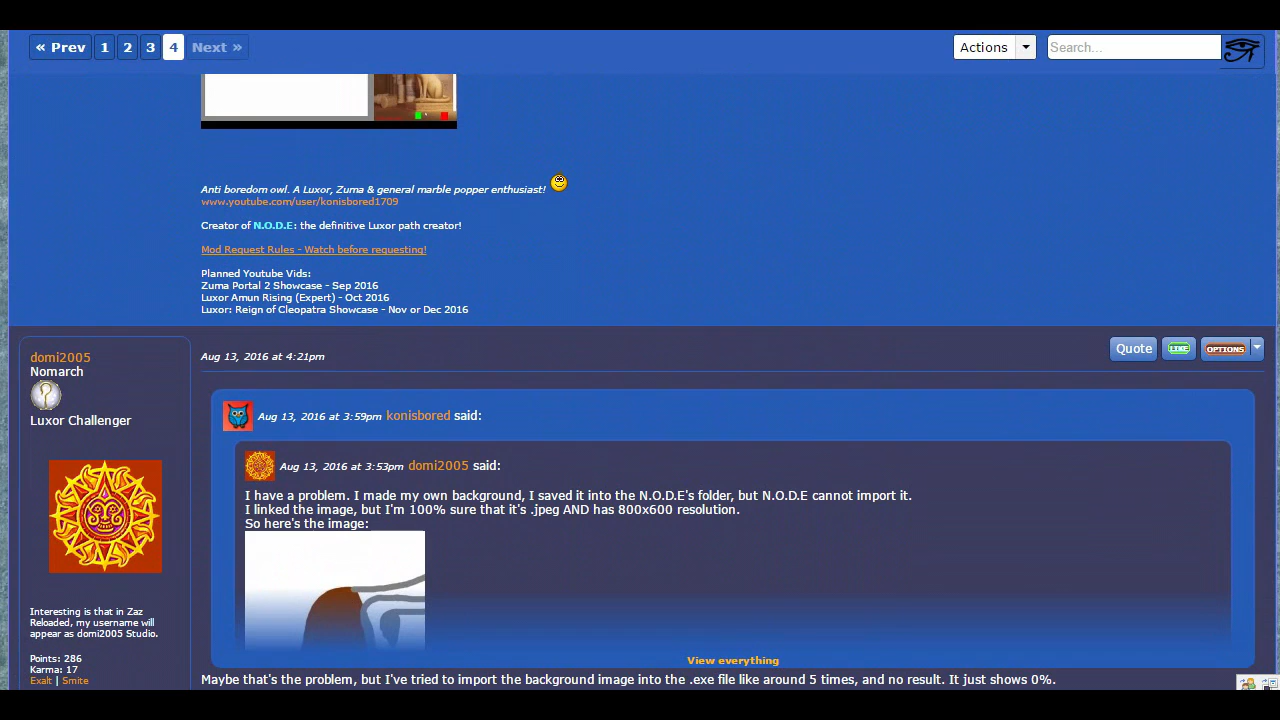 « Prev 1 2 3 4 Next »
Actions
Search...
Anti boredom owl. A Luxor, Zuma & general marble popper enthusiast!
www.youtube.com/user/konisbored1709
Creator of N.O.D.E: the definitive Luxor path creator!
Mod Request Rules - Watch before requesting!
Planned Youtube Vids:
Zuma Portal 2 Showcase - Sep 2016
Luxor Amun Rising (Expert) - Oct 2016
Luxor: Reign of Cleopatra Showcase - Nov or Dec 2016
domi2005
Nomarch
Luxor Challenger
Interesting is that in Zaz
Reloaded, my username will
appear as domi2005 Studio.
Points: 286
Karma: 17
Exalt | Smite
Aug 13, 2016 at 4:21pm
Quote
LIKE
OPTIONS
Aug 13, 2016 at 3:59pm konisbored said:
Aug 13, 2016 at 3:53pm domi2005 said:
I have a problem. I made my own background, I saved it into the N.O.D.E's folder, but N.O.D.E cannot import it.
I linked the image, but I'm 100% sure that it's .jpeg AND has 800x600 resolution.
So here's the image:
View everything
Maybe that's the problem, but I've tried to import the background image into the .exe file like around 5 times, and no result. It just shows 0%.